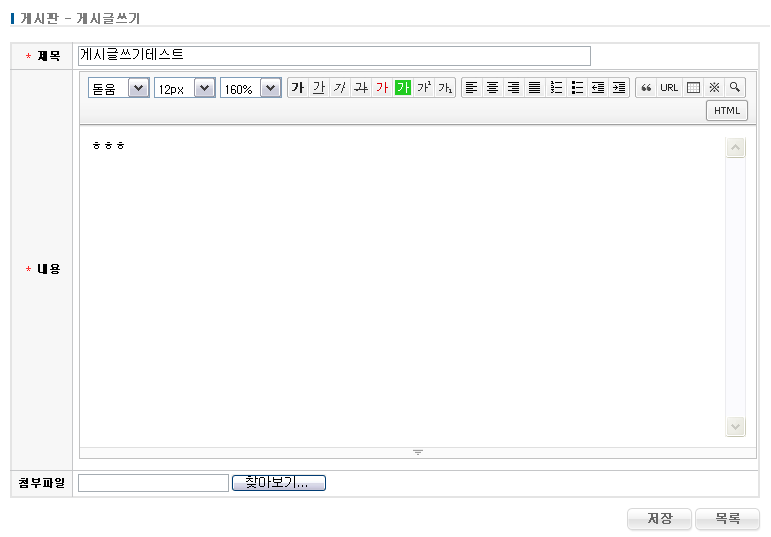 게시판 - 게시글쓰기
* 제목 게시글쓰기테스트
돋움 12px 160% 가 가 가 가 가 가 가¹ 가₁ “ URL ※
HTML
* 내용
ㅎㅎㅎ
첨부파일 찾아보기...
저장 목록